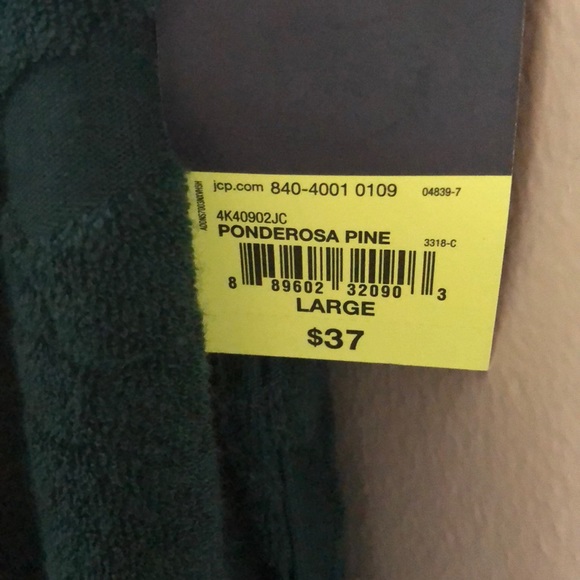 jcp.com 840-4001 0109 04839-7
4K40902JC
PONDEROSA PINE 3318-C
8 89602 32090 3
LARGE
$37